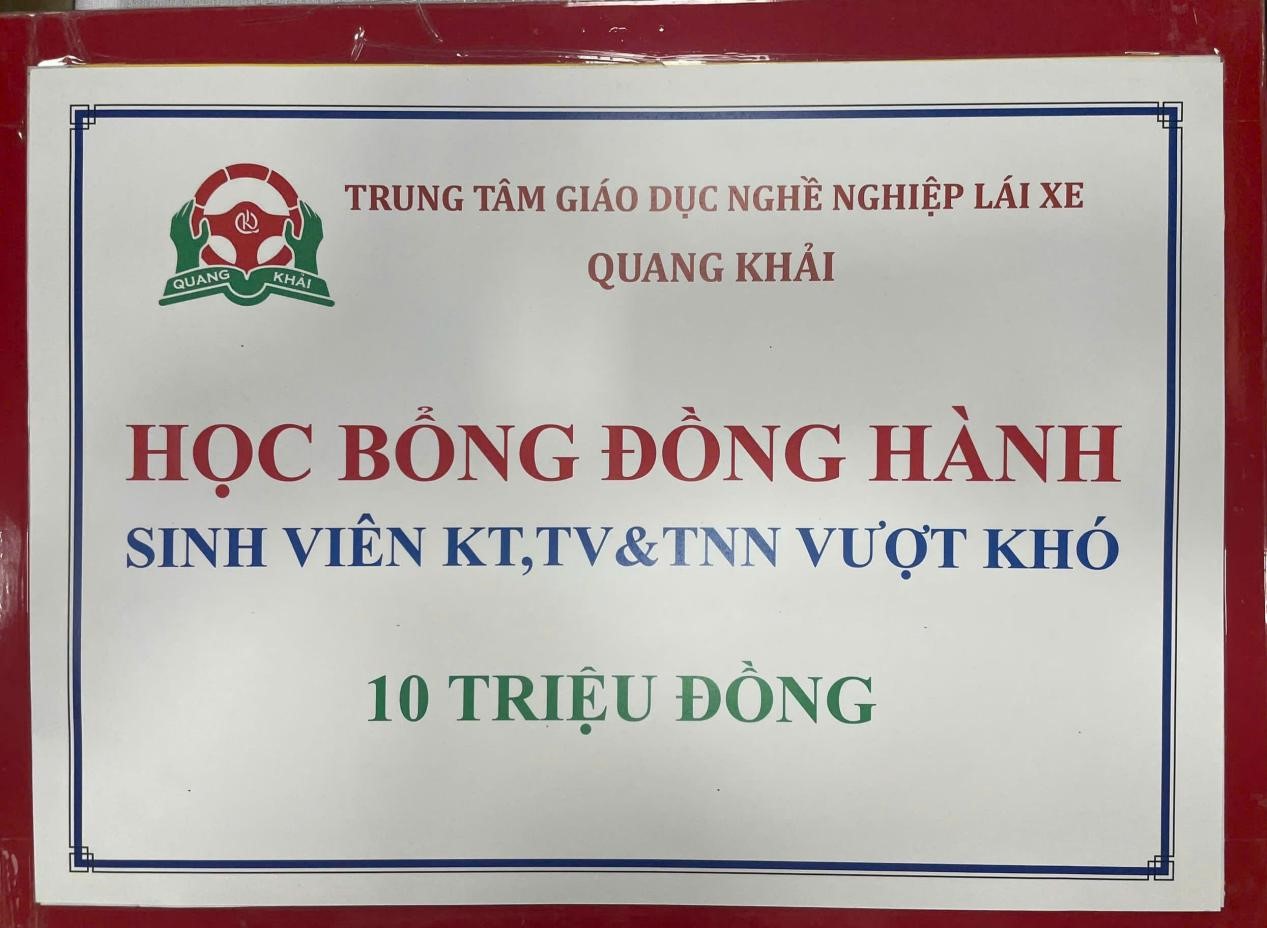 TRUNG TÂM GIÁO DỤC NGHỀ NGHIỆP LÁI XE
QUANG KHẢI
QUANG KHẢI
HỌC BỔNG ĐỒNG HÀNH
SINH VIÊN KT,TV&TNN VƯỢT KHÓ
10 TRIỆU ĐỒNG